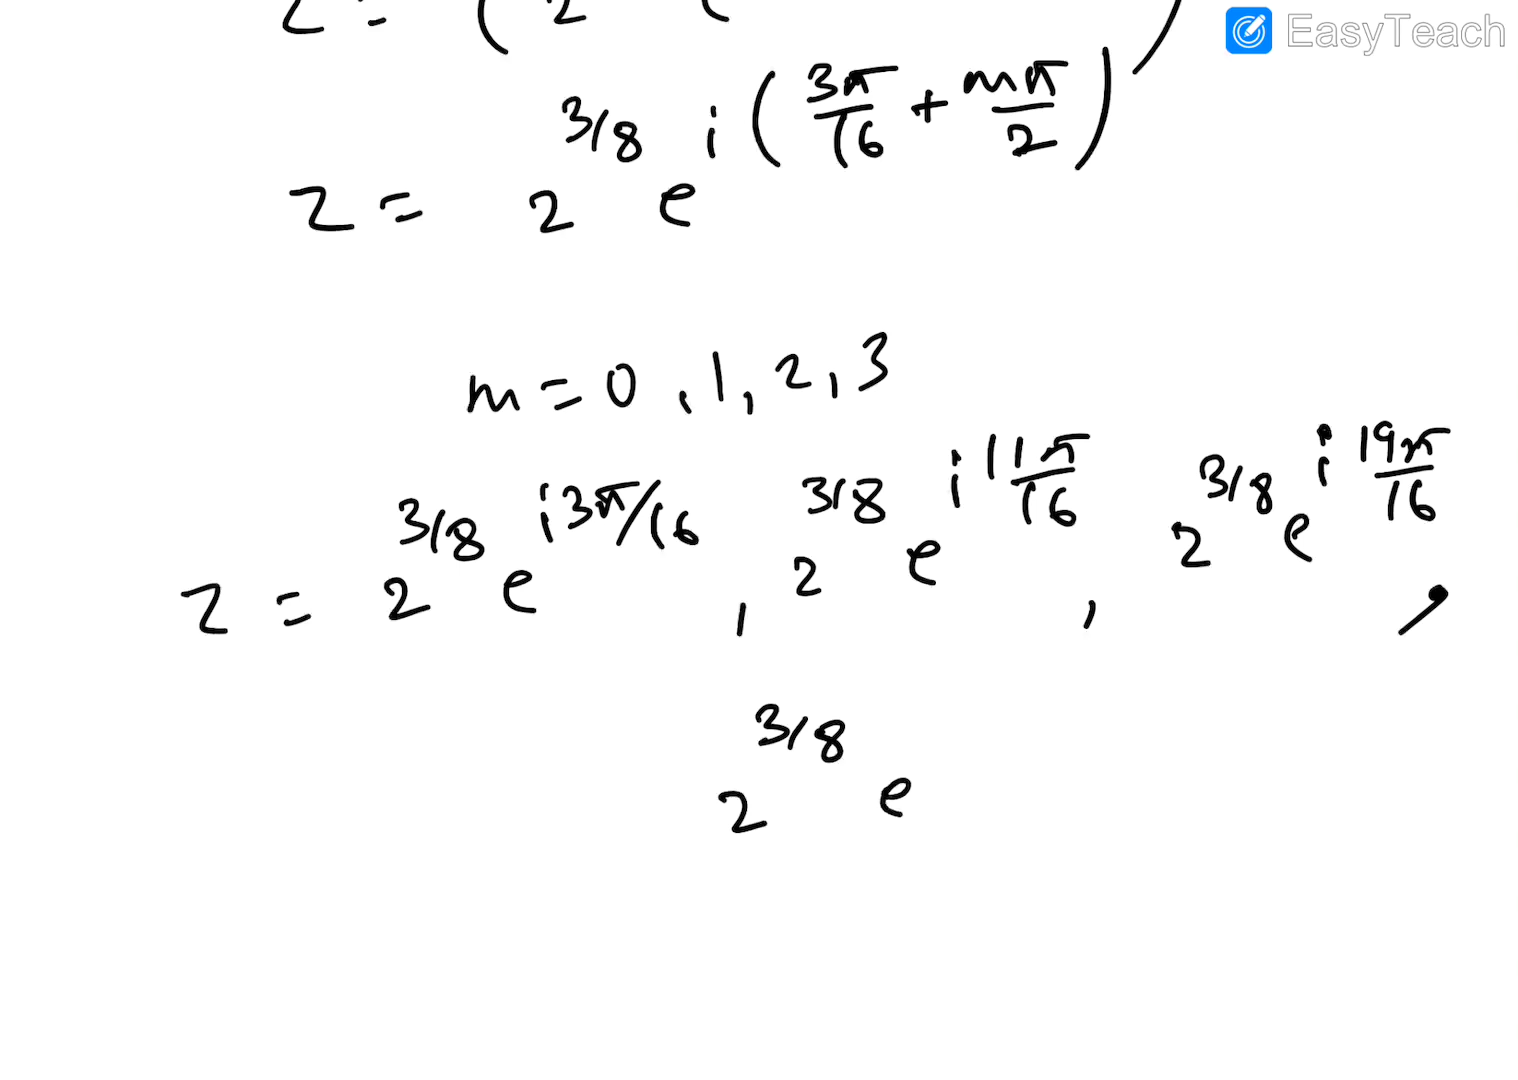 z = ( 2 (
EasyTeach
z = 2^{3/8} e^{i(3π/16 + mπ/2)}
m = 0, 1, 2, 3
z = 2^{3/8} e^{i3π/16}, 2^{3/8} e^{i11π/16}, 2^{3/8} e^{i19π/16},
2^{3/8} e